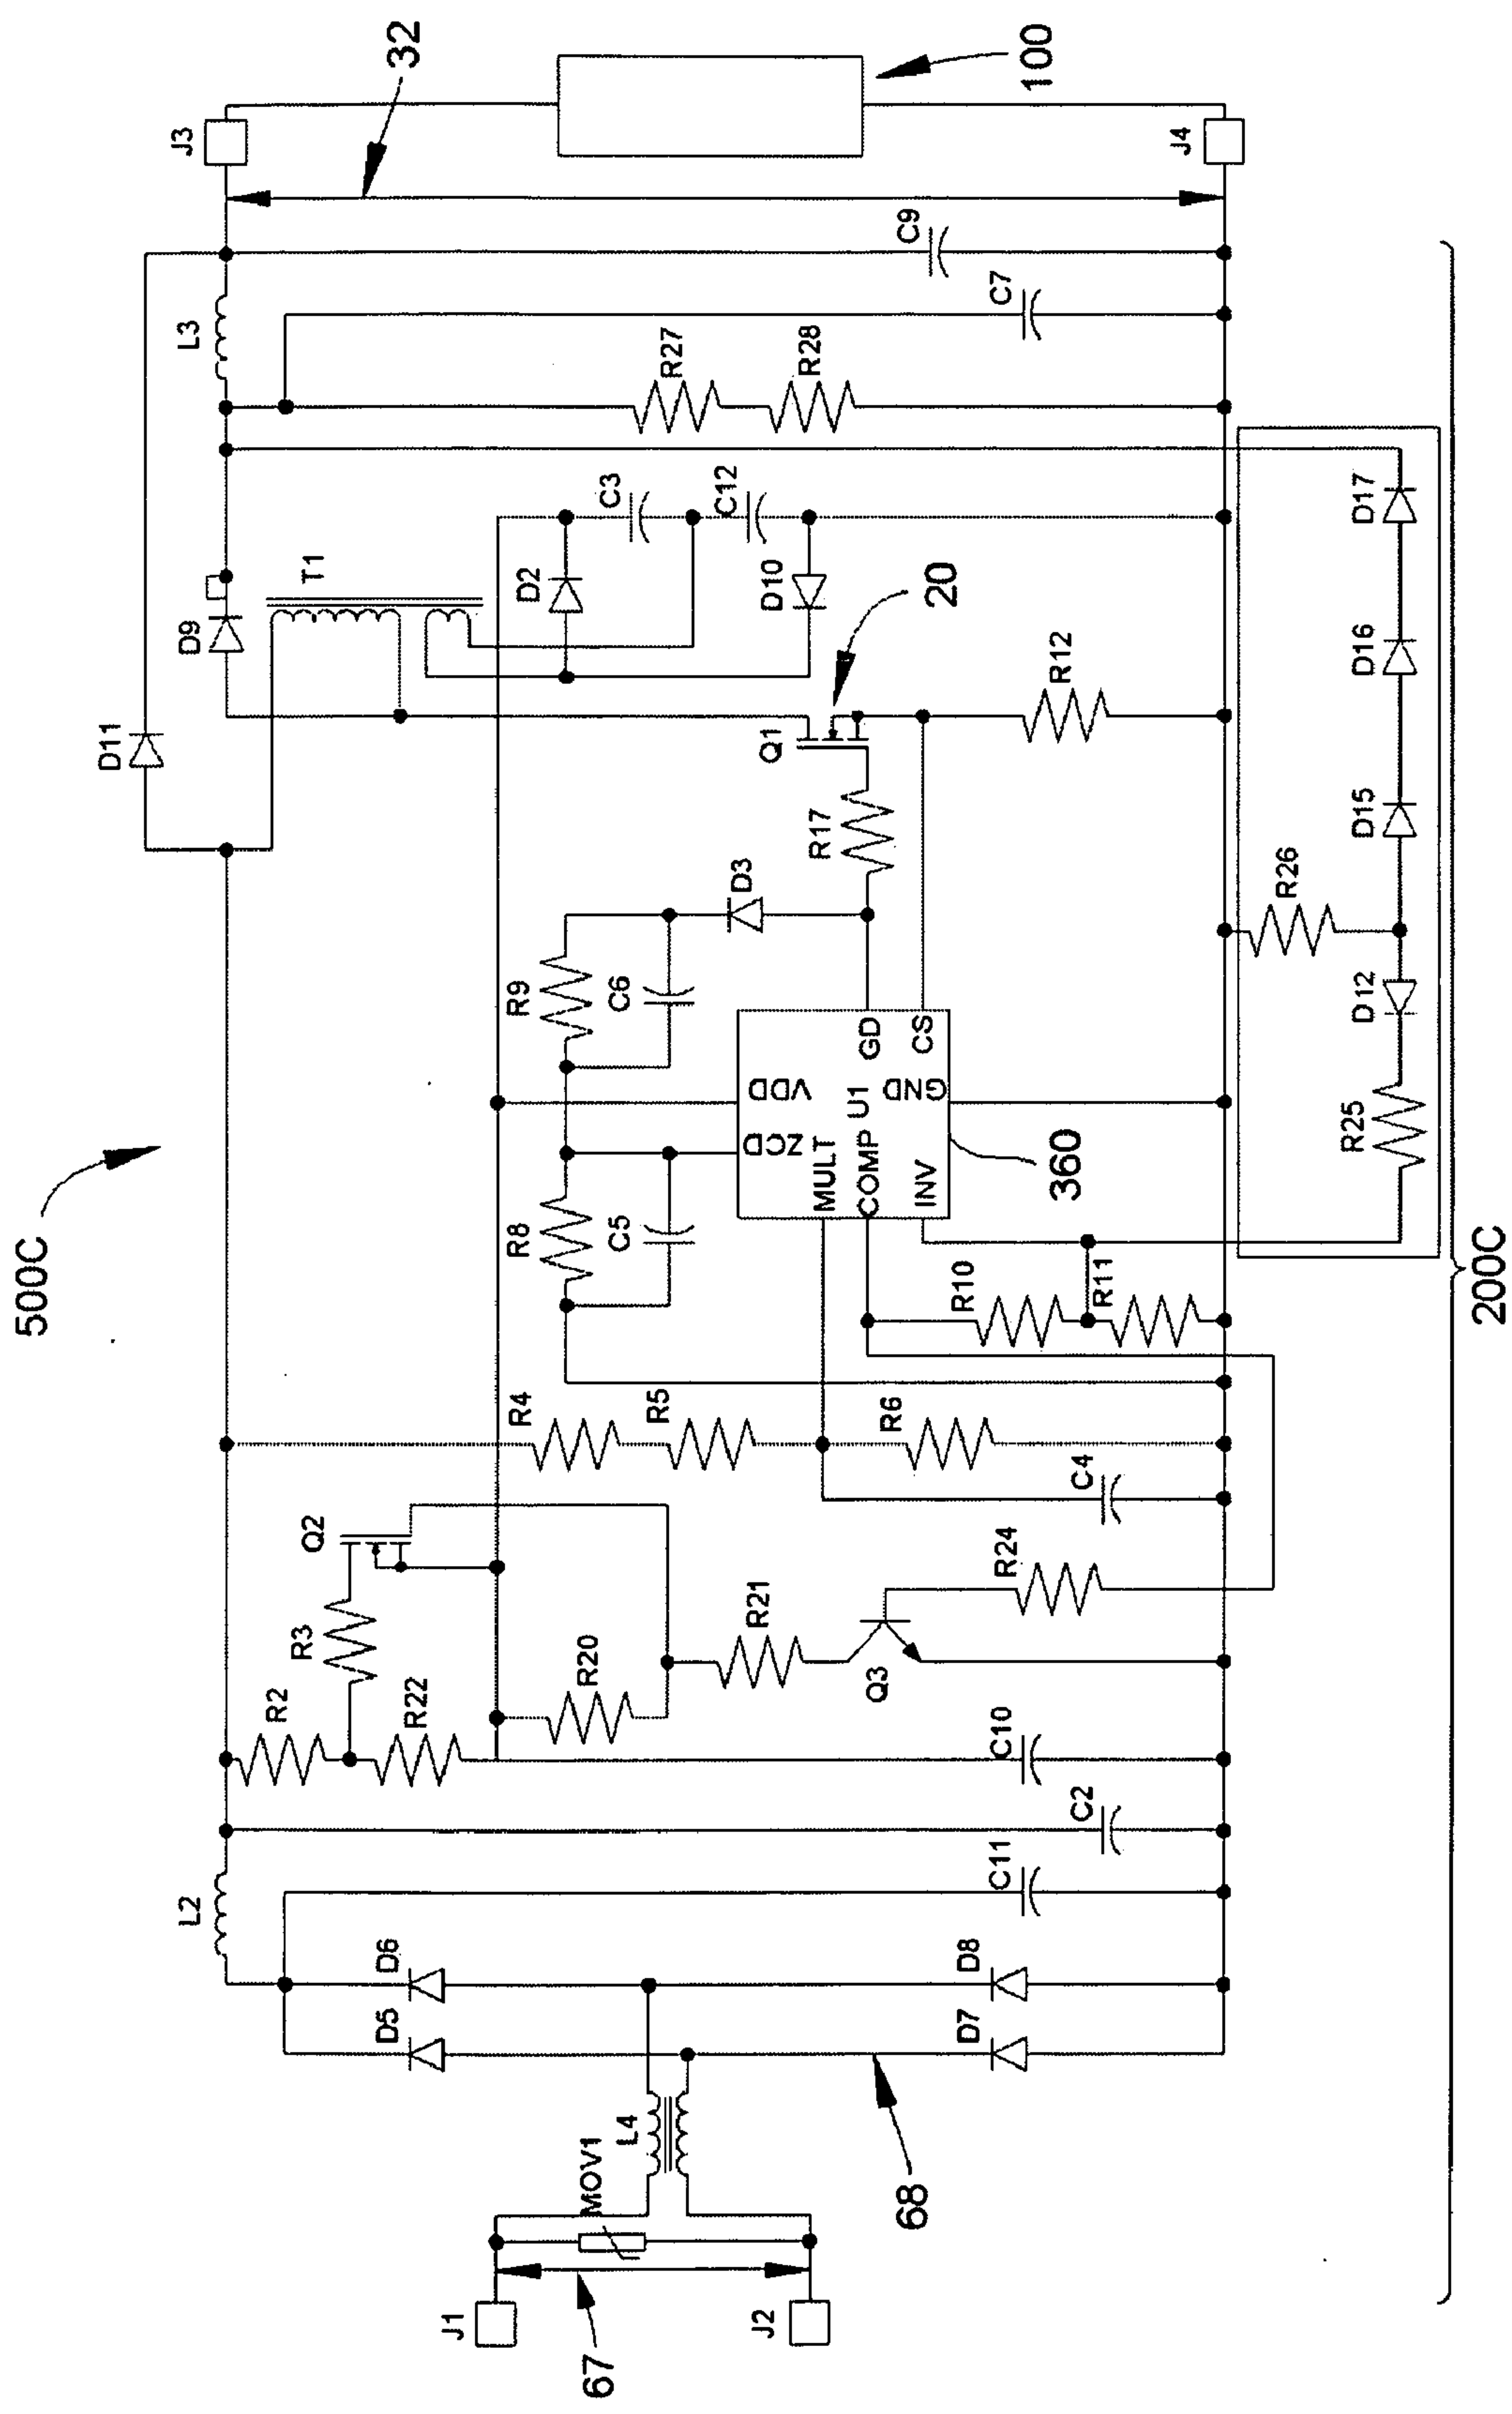 500C
32
100
J3
J4
D11
L3
C9
C7
R27
R28
D9
T1
C3
C12
D2
D10
20
Q1
R12
R17
D3
R9
C6
R8
C5
ZCD
VDD
MULT
U1
GD
COMP
INV
GND
CS
360
R10
R11
R26
D12
D15
D16
D17
R25
R4
R5
R6
C4
Q2
R3
R2
R22
R20
R21
Q3
R24
C10
C2
C11
L2
D6
D5
D8
D7
L4
MOV1
J1
J2
67
68
200C